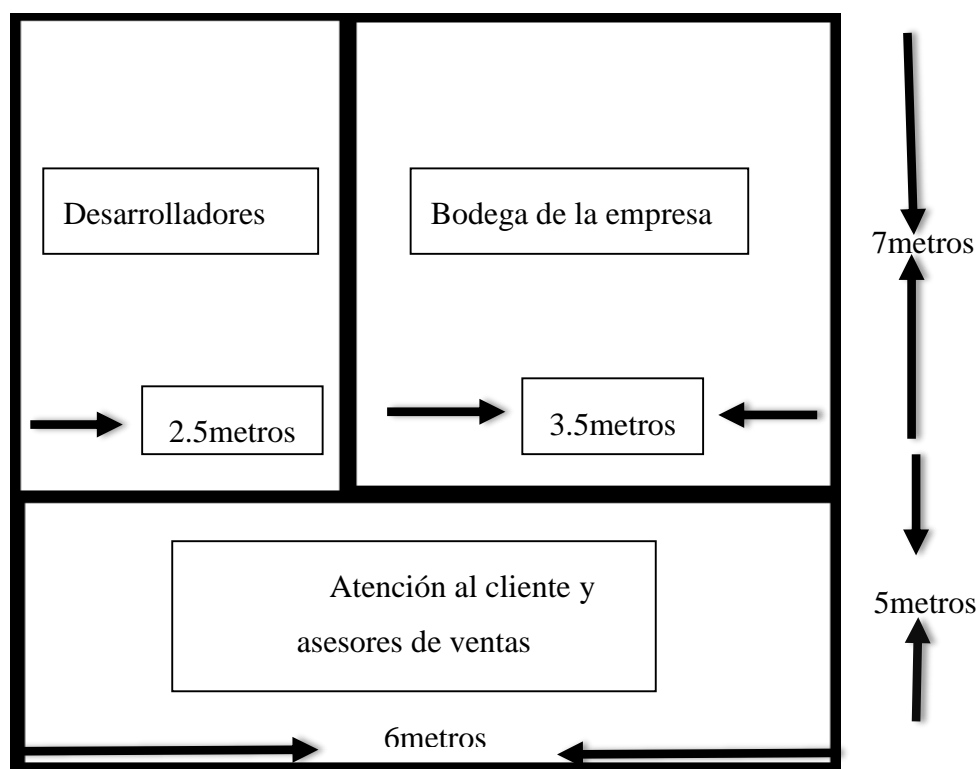 Desarrolladores
Bodega de la empresa
7metros
2.5metros
3.5metros
Atención al cliente y
asesores de ventas
5metros
6metros